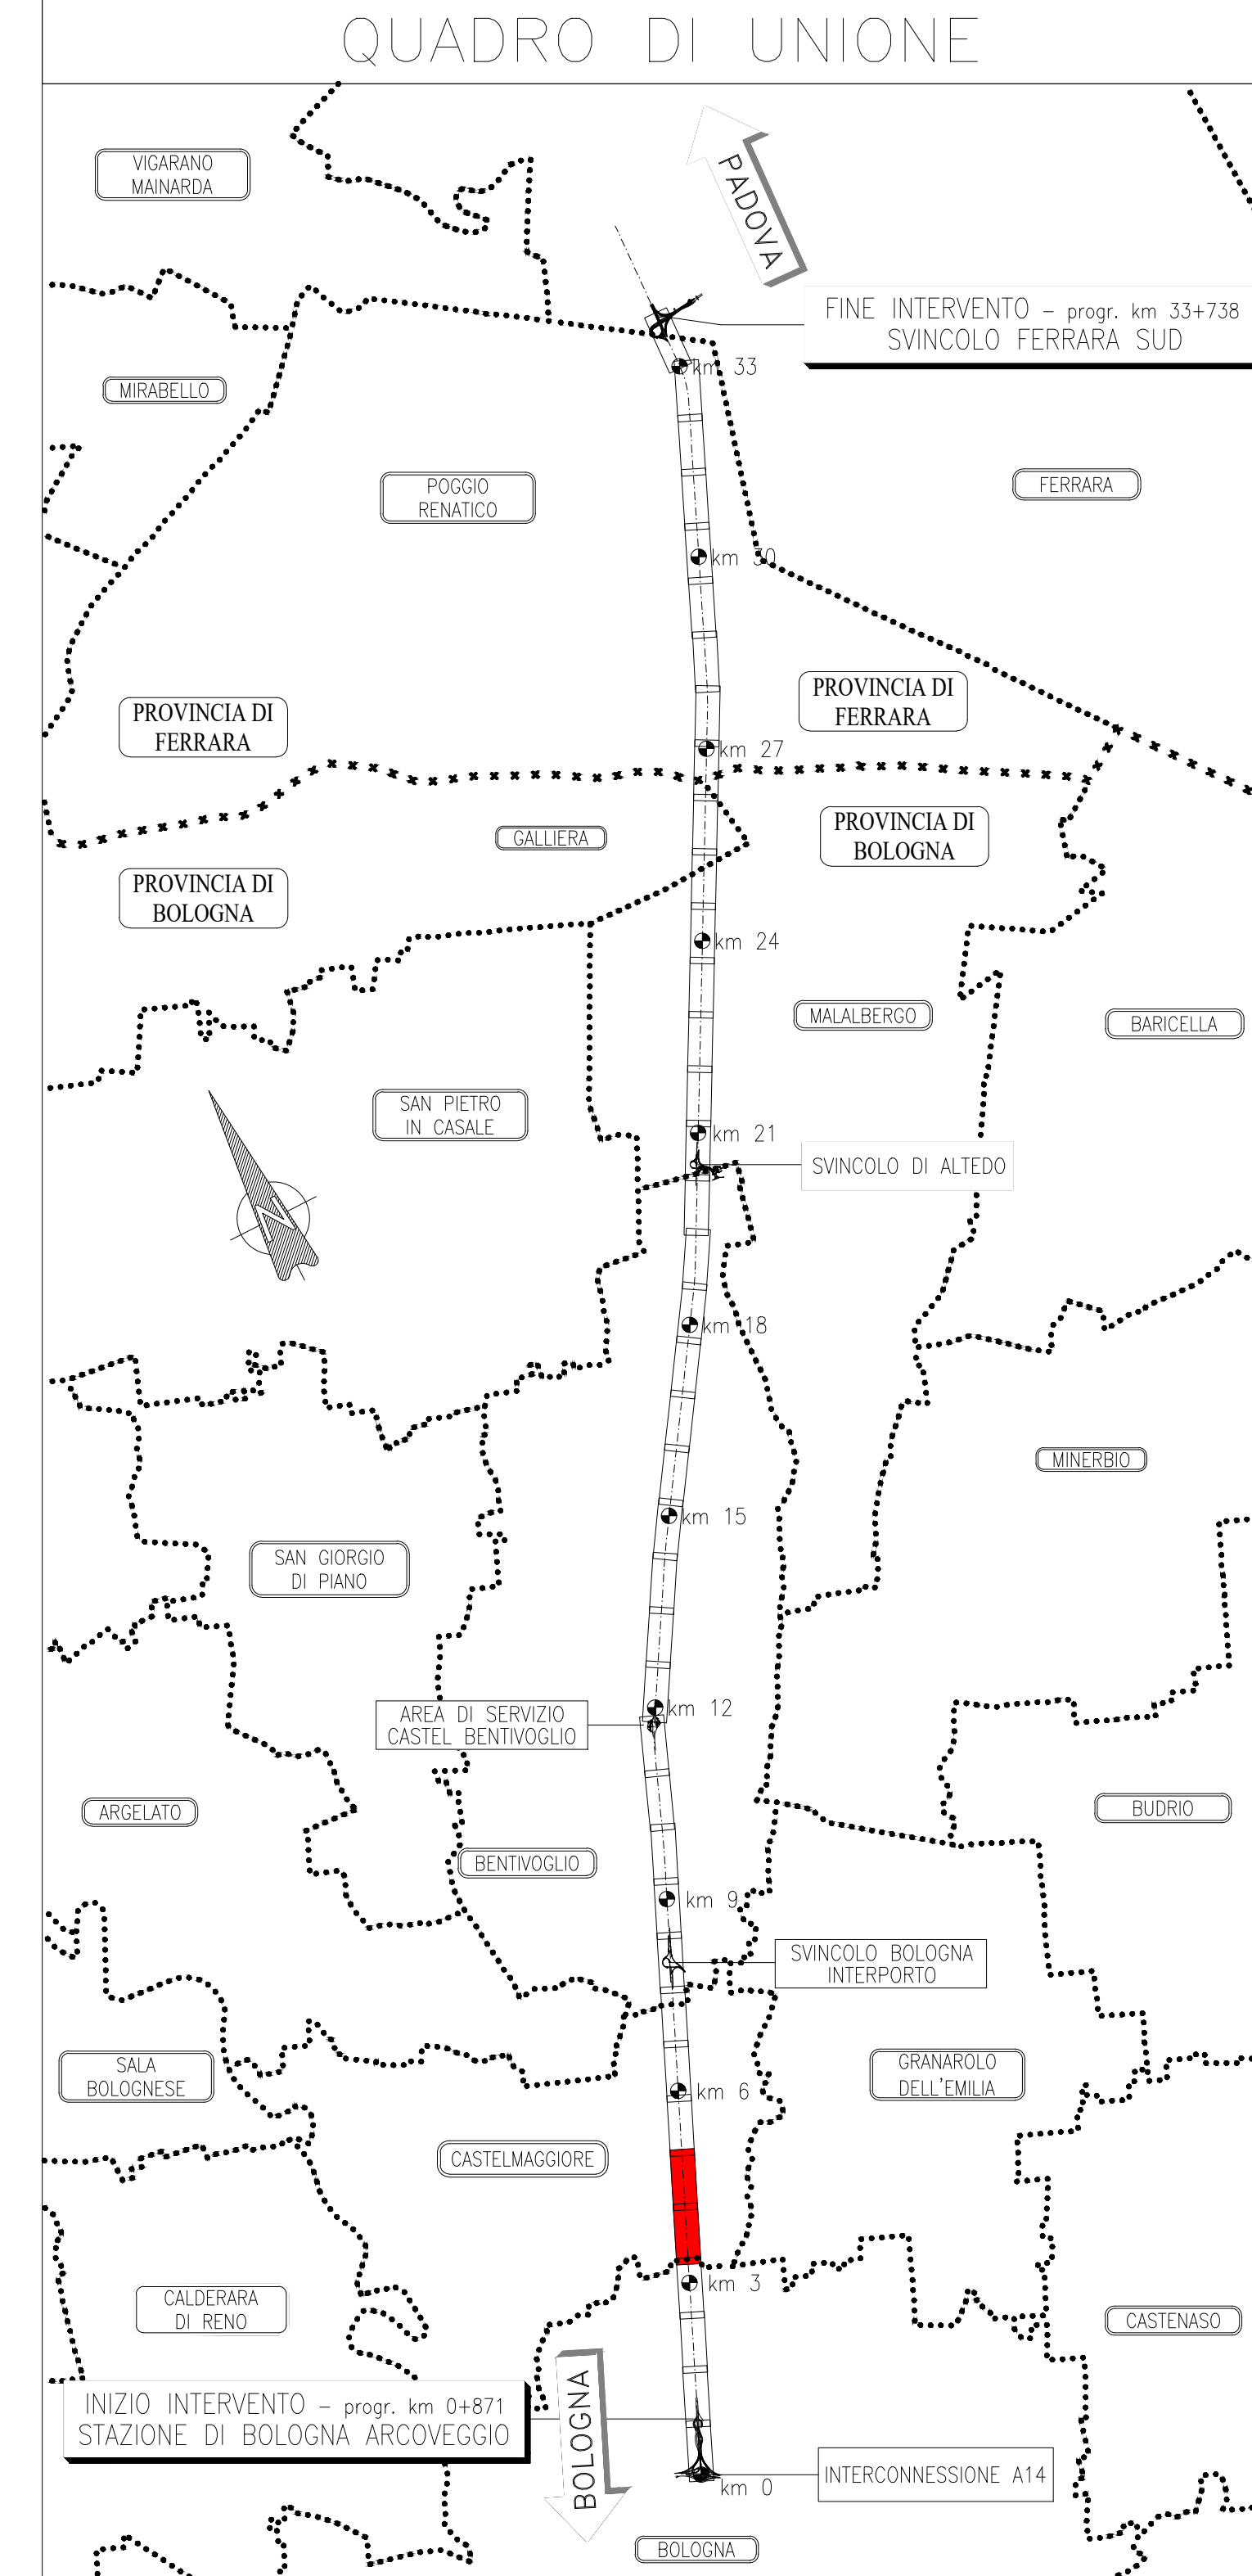 QUADRO DI UNIONE
VIGARANO
MAINARDA
PADOVA
FINE INTERVENTO – progr. km 33+738
SVINCOLO FERRARA SUD
km 33
MIRABELLO
POGGIO
RENATICO
FERRARA
km 30
PROVINCIA DI
FERRARA
PROVINCIA DI
FERRARA
km 27
GALLIERA
PROVINCIA DI
BOLOGNA
PROVINCIA DI
BOLOGNA
km 24
MALALBERGO
BARICELLA
SAN PIETRO
IN CASALE
km 21
SVINCOLO DI ALTEDO
N
km 18
MINERBIO
km 15
SAN GIORGIO
DI PIANO
km 12
AREA DI SERVIZIO
CASTEL BENTIVOGLIO
ARGELATO
BUDRIO
BENTIVOGLIO
km 9
SVINCOLO BOLOGNA
INTERPORTO
SALA
BOLOGNESE
GRANAROLO
DELL'EMILIA
km 6
CASTELMAGGIORE
km 3
CALDERARA
DI RENO
CASTENASO
INIZIO INTERVENTO – progr. km 0+871
STAZIONE DI BOLOGNA ARCOVEGGIO
BOLOGNA
INTERCONNESSIONE A14
km 0
BOLOGNA